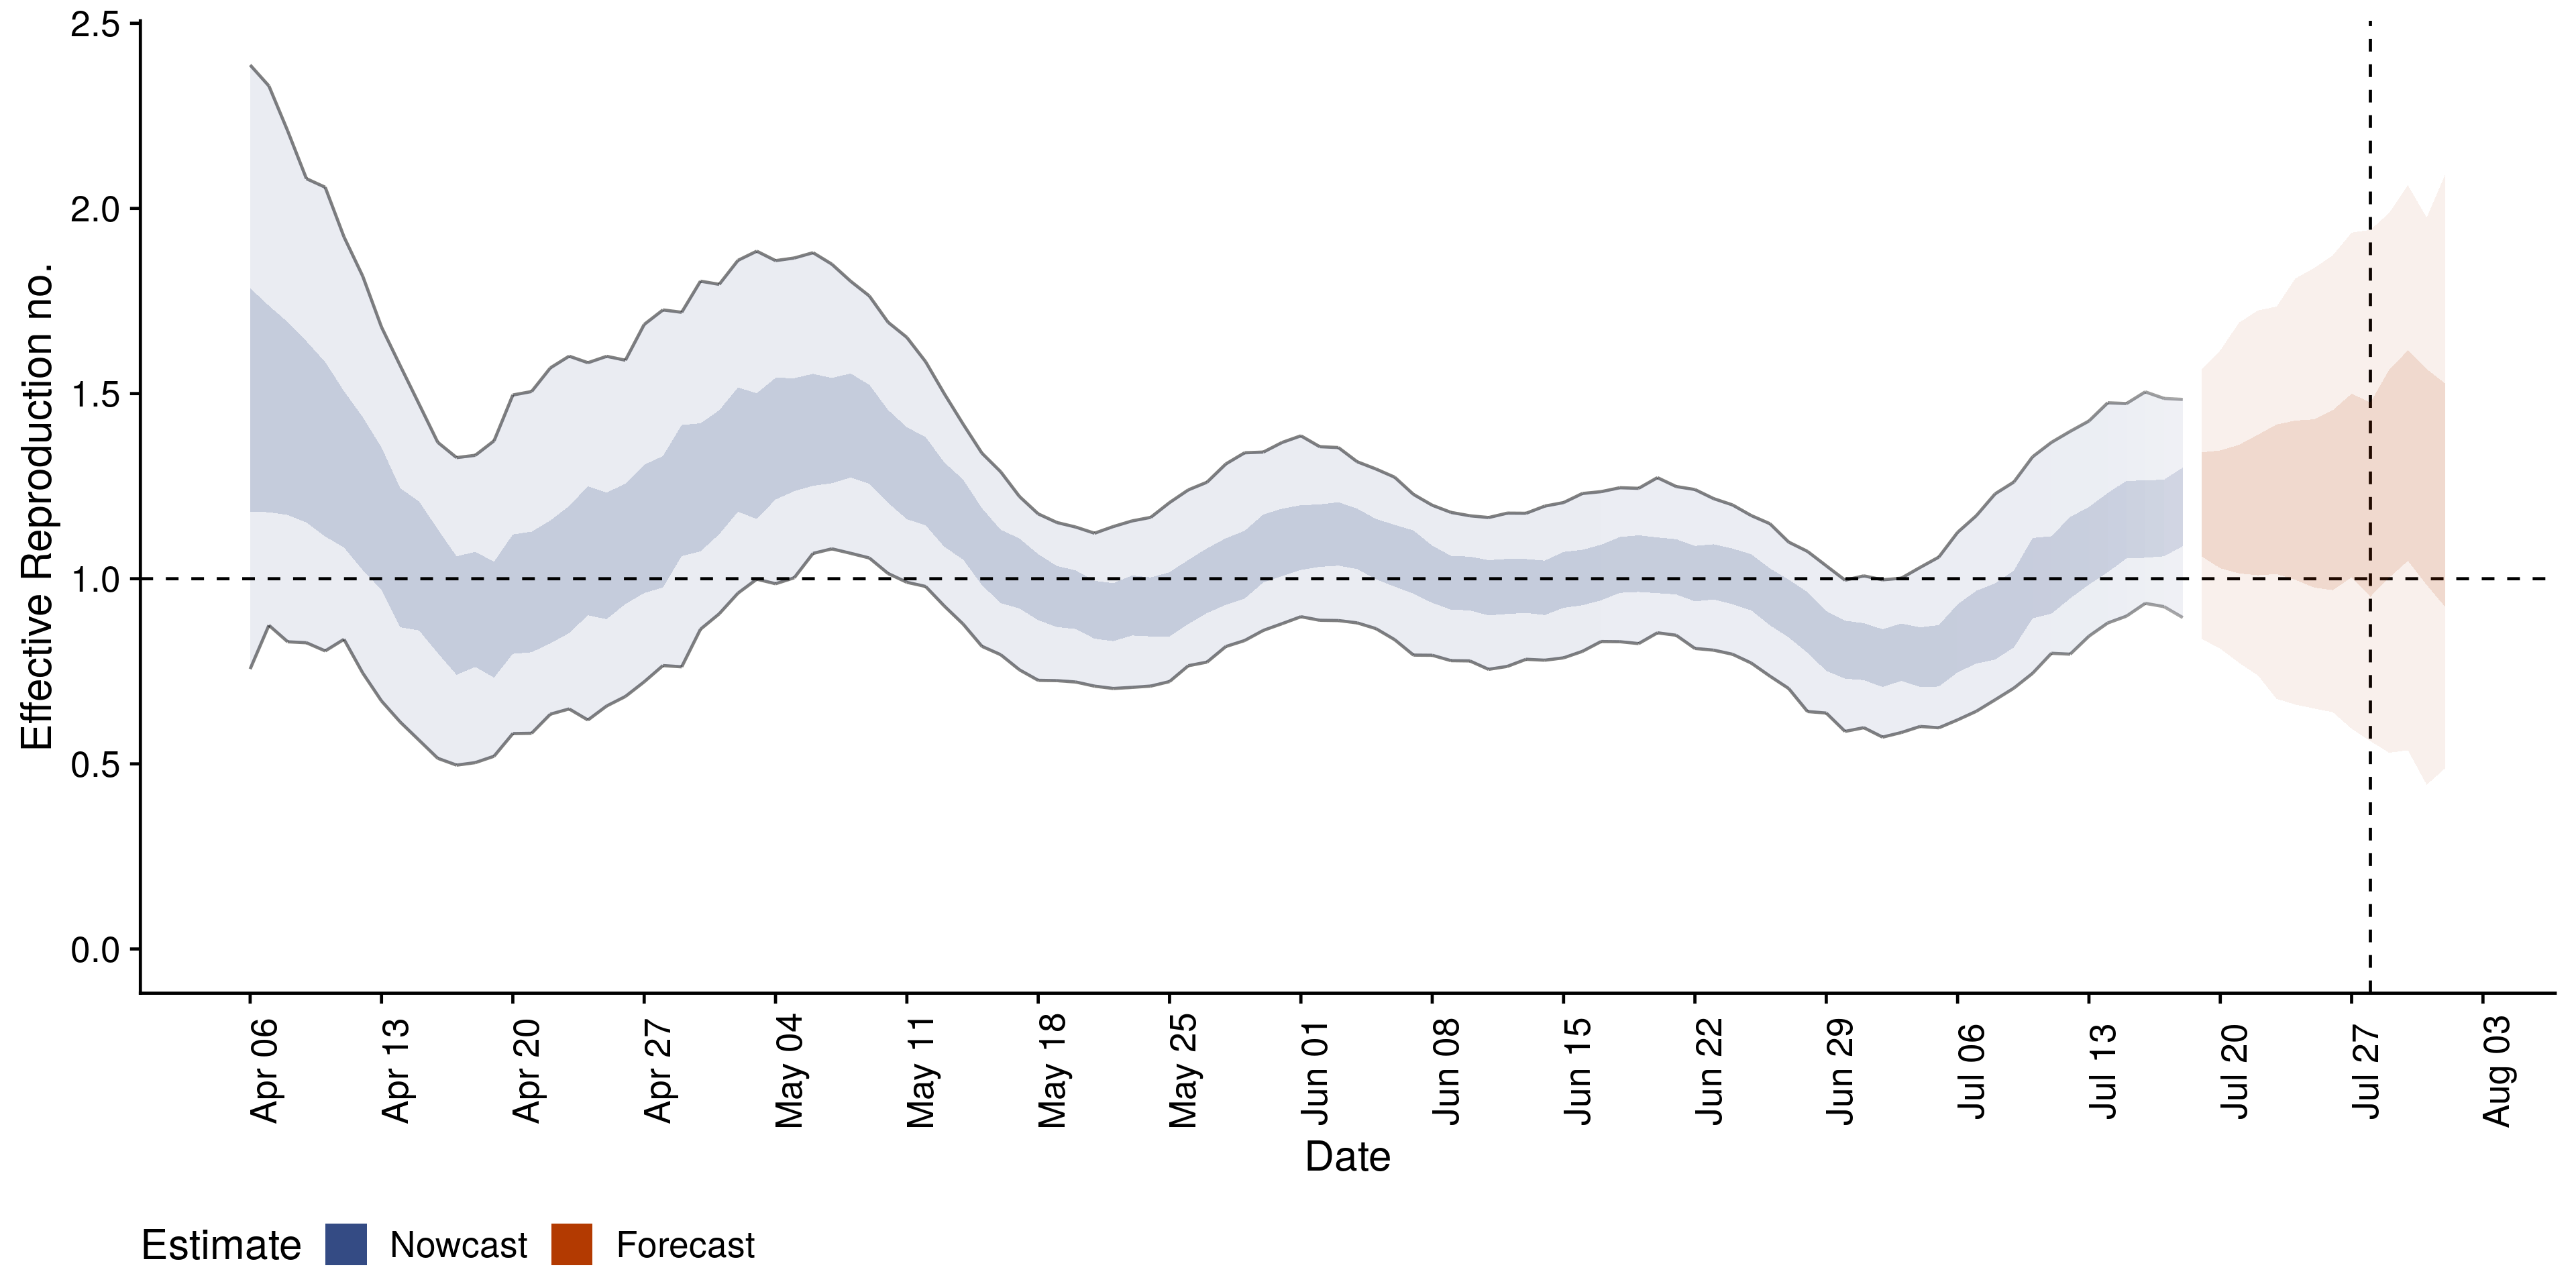 Effective Reproduction no.
2.5
2.0
1.5
1.0
0.5
0.0
Apr 06
Apr 13
Apr 20
Apr 27
May 04
May 11
May 18
May 25
Jun 01
Jun 08
Jun 15
Jun 22
Jun 29
Jul 06
Jul 13
Jul 20
Jul 27
Aug 03
Date
Estimate Nowcast Forecast